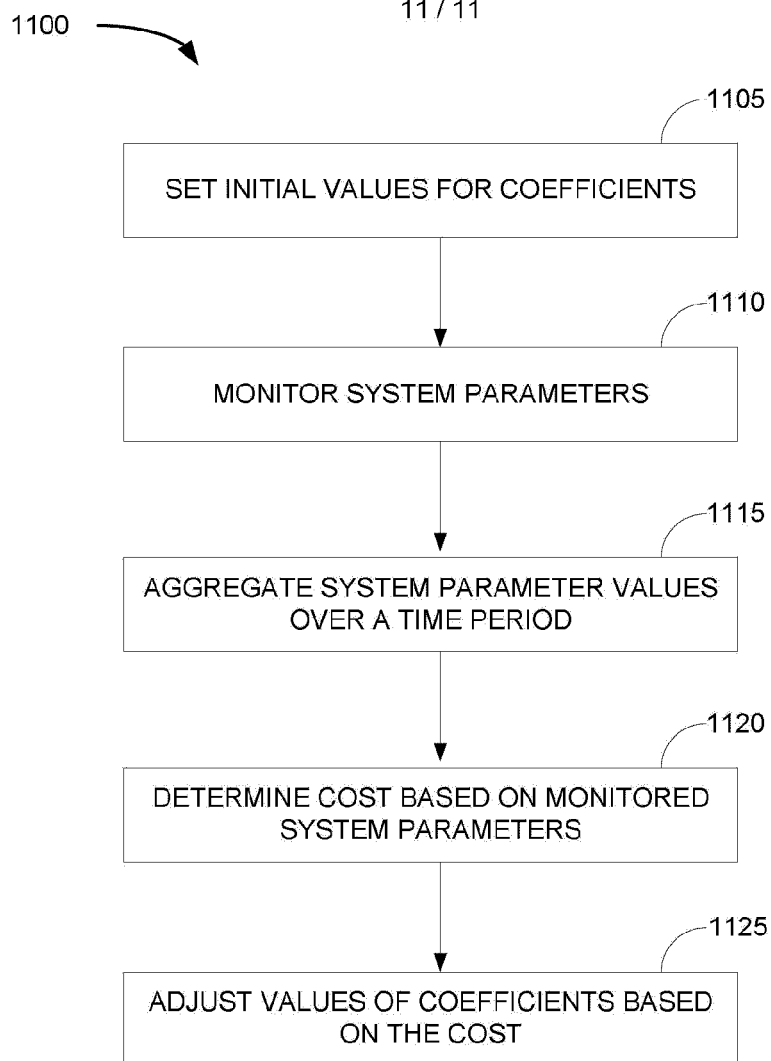 11 / 11
1100
1105
SET INITIAL VALUES FOR COEFFICIENTS
1110
MONITOR SYSTEM PARAMETERS
1115
AGGREGATE SYSTEM PARAMETER VALUES
OVER A TIME PERIOD
1120
DETERMINE COST BASED ON MONITORED
SYSTEM PARAMETERS
1125
ADJUST VALUES OF COEFFICIENTS BASED
ON THE COST